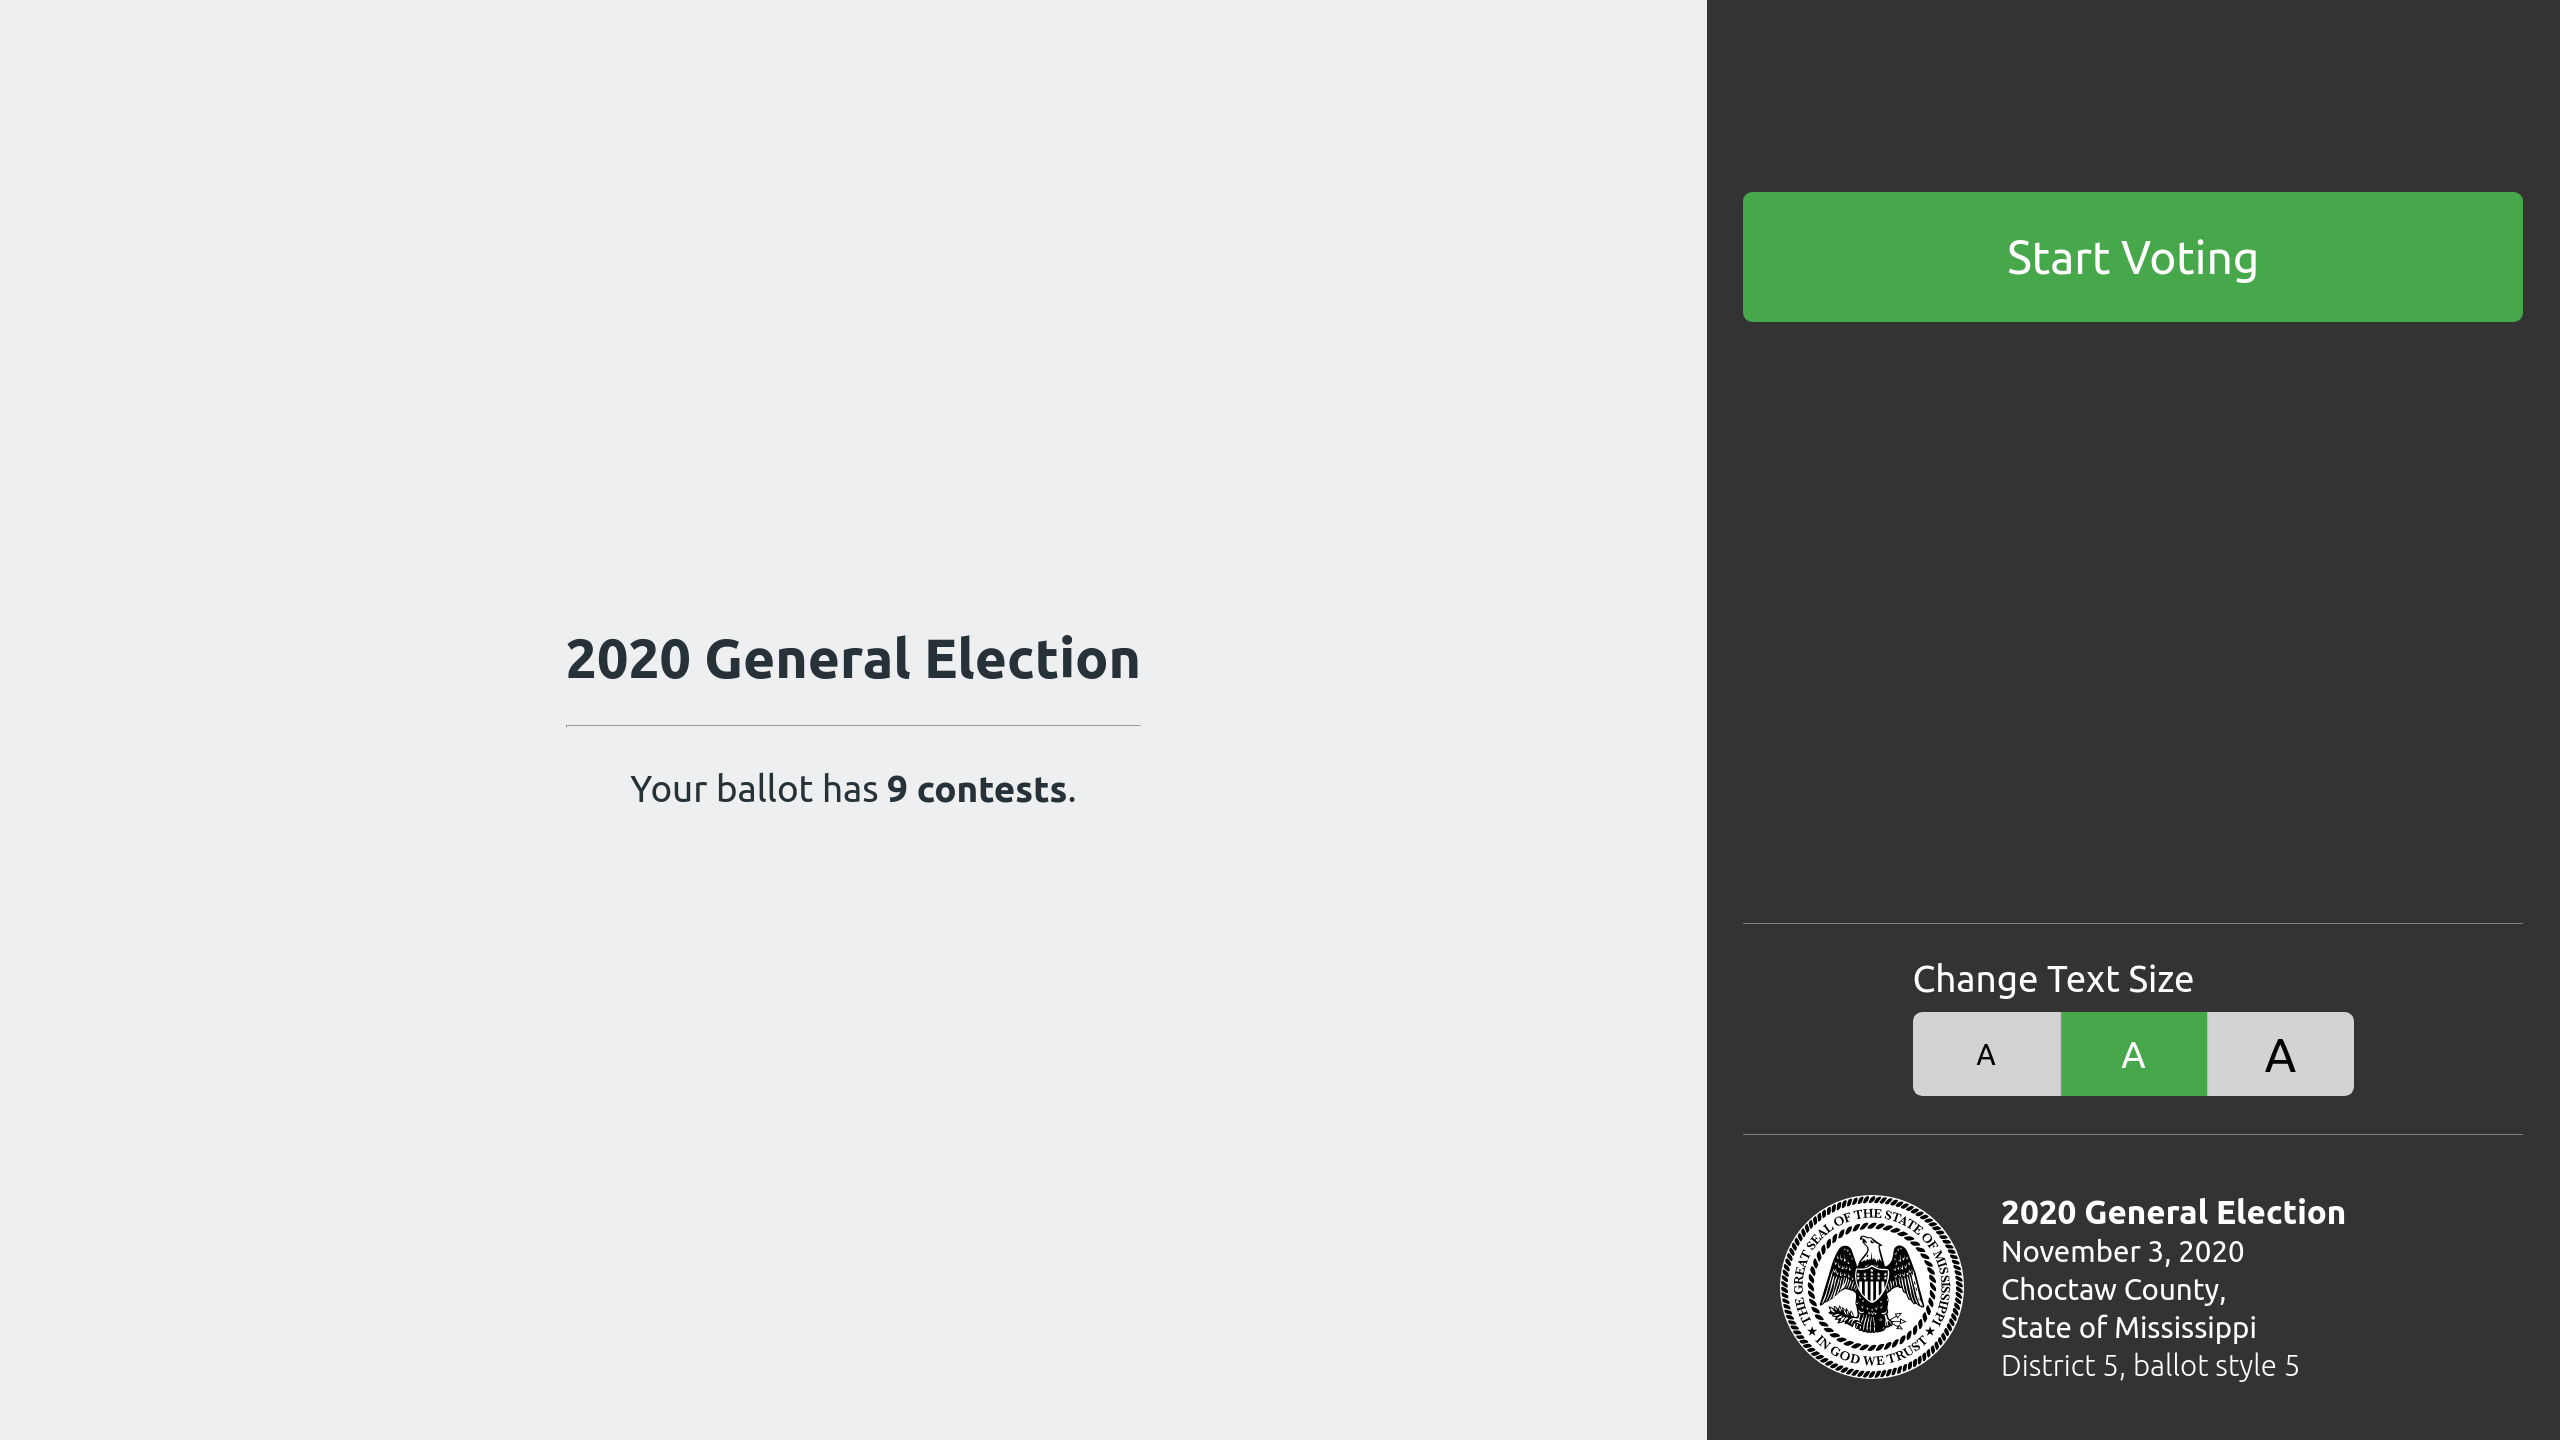 2020 General Election
Your ballot has 9 contests.
Start Voting
Change Text Size
A A A
THE GREAT SEAL OF THE STATE OF MISSISSIPPI
★ IN GOD WE TRUST ★
2020 General Election
November 3, 2020
Choctaw County,
State of Mississippi
District 5, ballot style 5